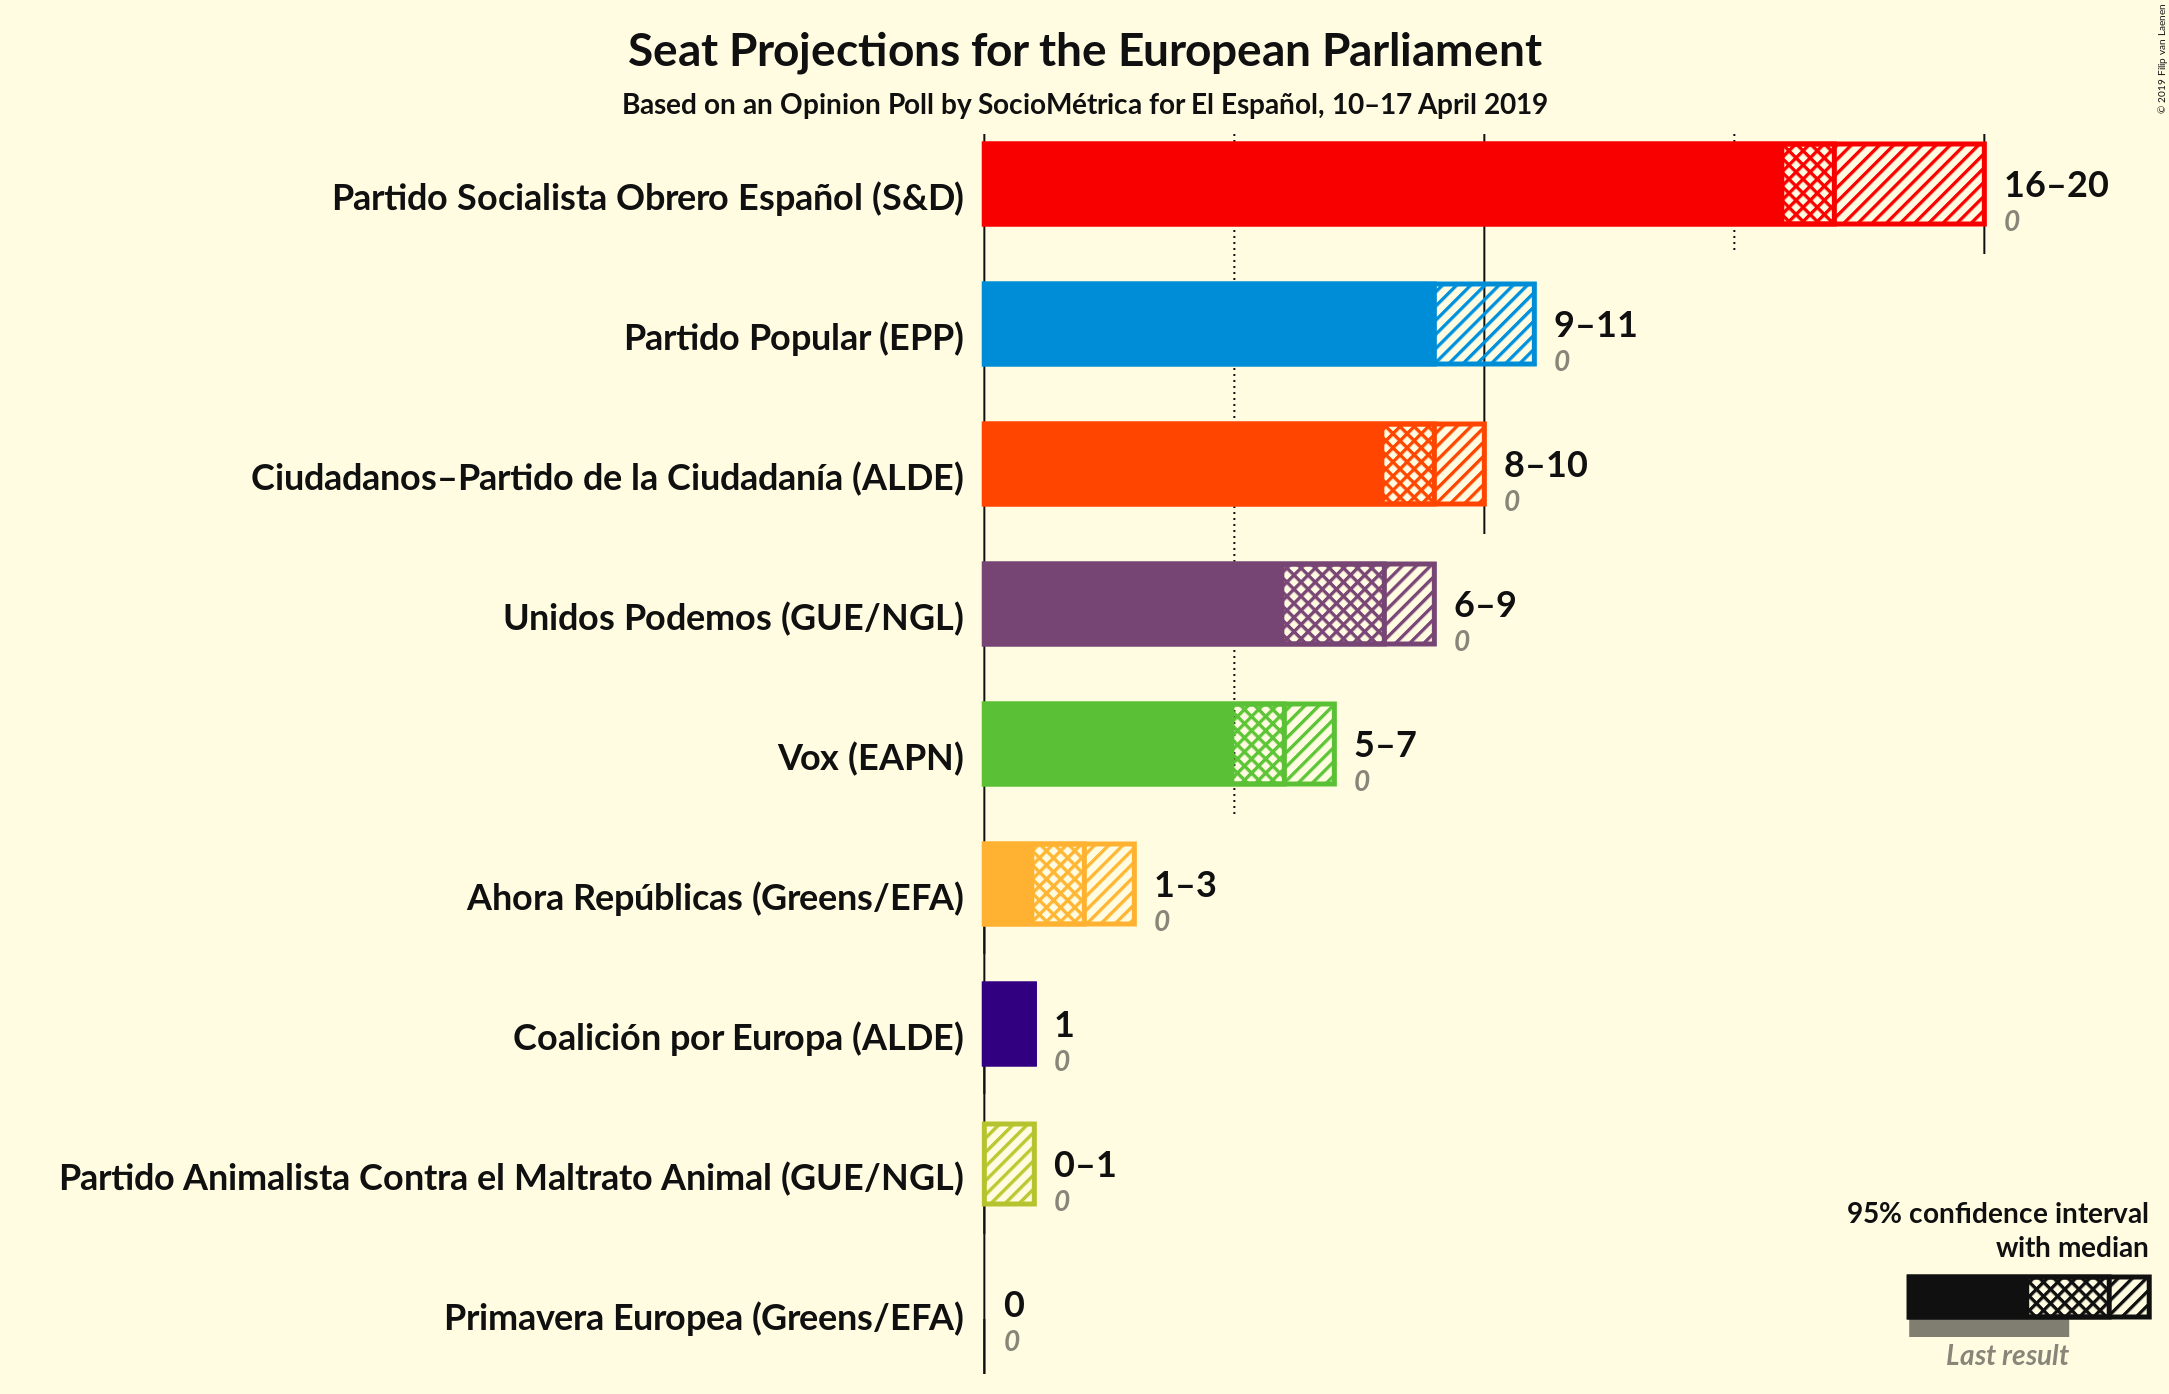 Seat Projections for the European Parliament
Based on an Opinion Poll by SocioMétrica for El Español, 10–17 April 2019
© 2019 Filip van Laenen
Partido Socialista Obrero Español (S&D)
16–20
0
Partido Popular (EPP)
9–11
0
Ciudadanos–Partido de la Ciudadanía (ALDE)
8–10
0
Unidos Podemos (GUE/NGL)
6–9
0
Vox (EAPN)
5–7
0
Ahora Repúblicas (Greens/EFA)
1–3
0
Coalición por Europa (ALDE)
1
0
Partido Animalista Contra el Maltrato Animal (GUE/NGL)
0–1
0
Primavera Europea (Greens/EFA)
0
0
95% confidence interval
with median
Last result